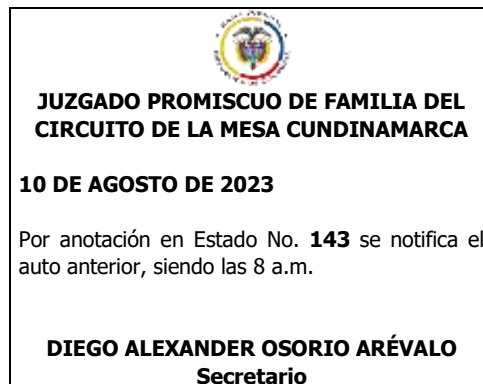 JUZGADO PROMISCUO DE FAMILIA DEL
CIRCUITO DE LA MESA CUNDINAMARCA
10 DE AGOSTO DE 2023
Por anotación en Estado No. 143 se notifica el
auto anterior, siendo las 8 a.m.
DIEGO ALEXANDER OSORIO ARÉVALO
Secretario